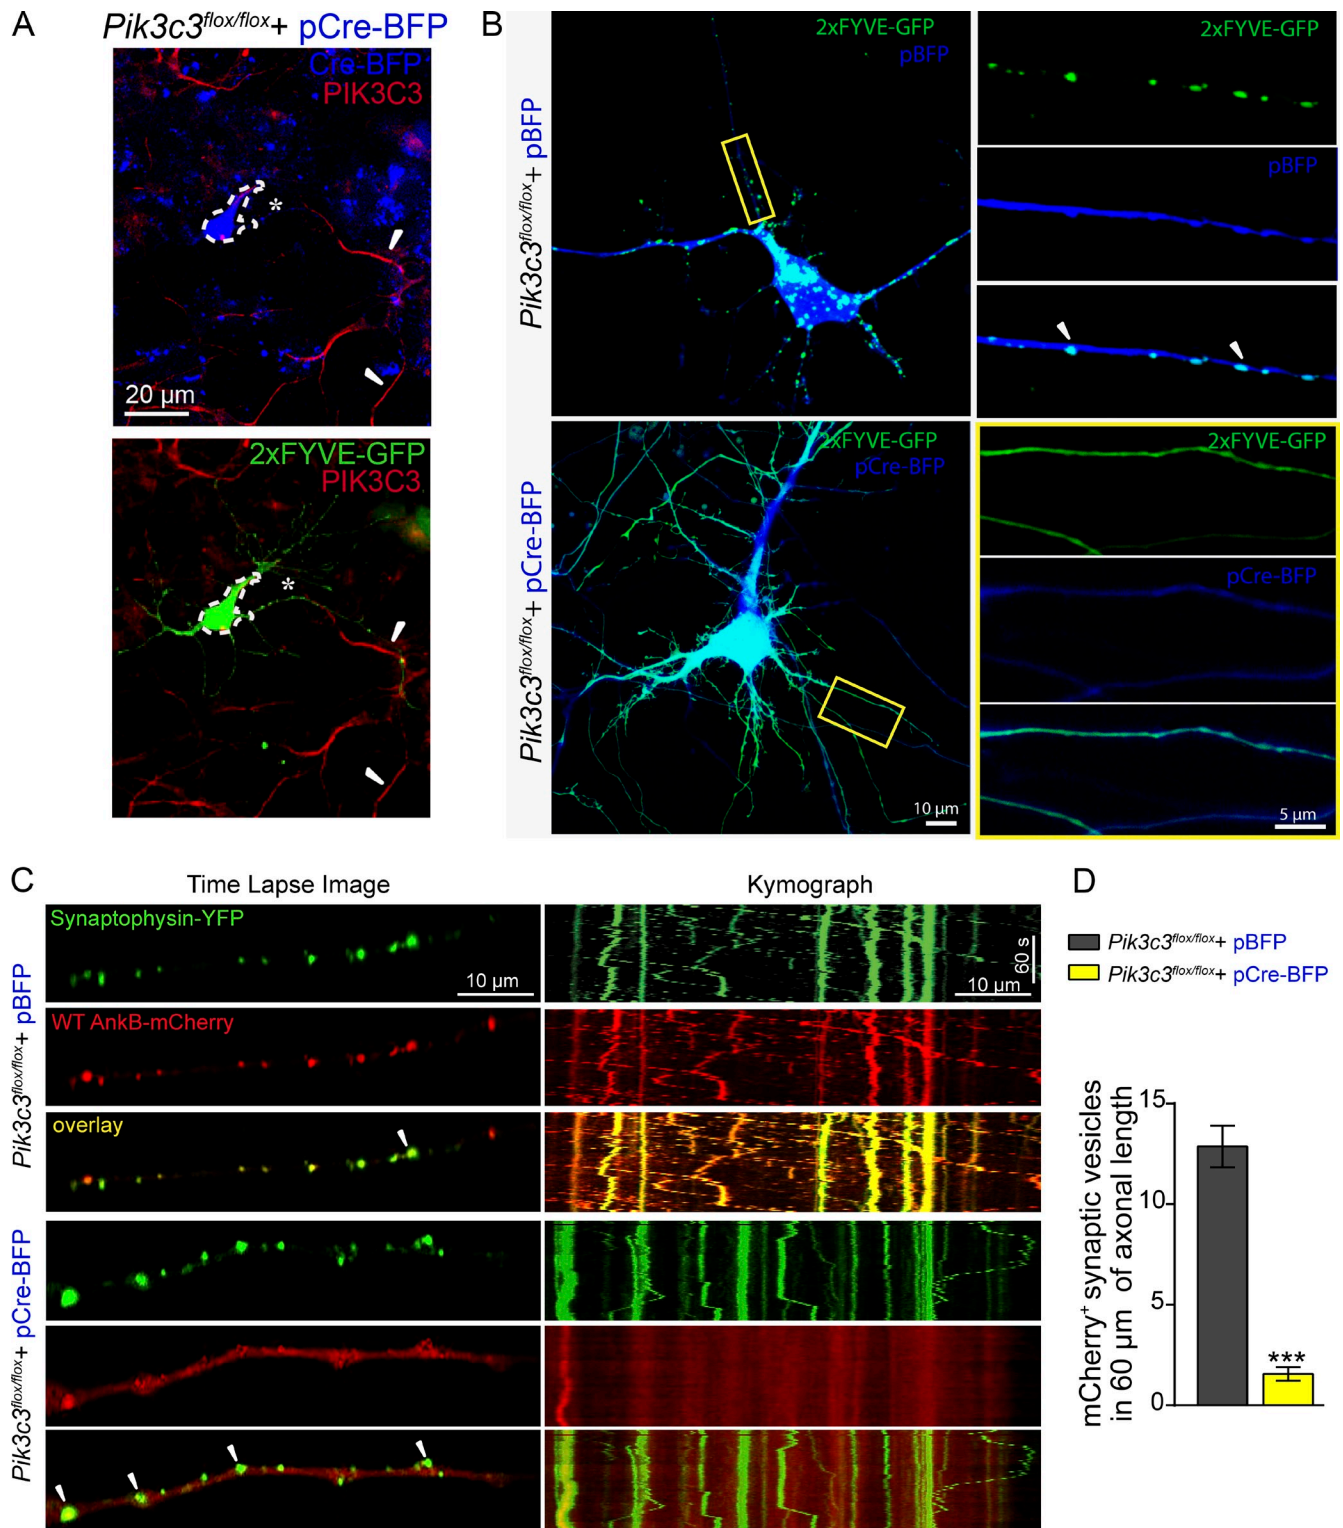 A
Pik3c3flox/flox+ pCre-BFP
Cre-BFP
PIK3C3
*
20 µm
2xFYVE-GFP
PIK3C3
*
B
Pik3c3flox/flox+ pBFP
2xFYVE-GFP
pBFP
2xFYVE-GFP
pBFP
Pik3c3flox/flox+ pCre-BFP
2xFYVE-GFP
pCre-BFP
10 µm
2xFYVE-GFP
pCre-BFP
5 µm
C
Time Lapse Image
Kymograph
Pik3c3flox/flox+ pBFP
Synaptophysin-YFP
10 µm
60 s
10 µm
WT AnkB-mCherry
overlay
Pik3c3flox/flox+ pCre-BFP
D
Pik3c3flox/flox+ pBFP
Pik3c3flox/flox+ pCre-BFP
mCherry+ synaptic vesicles
in 60 µm of axonal length
15
10
5
0
***